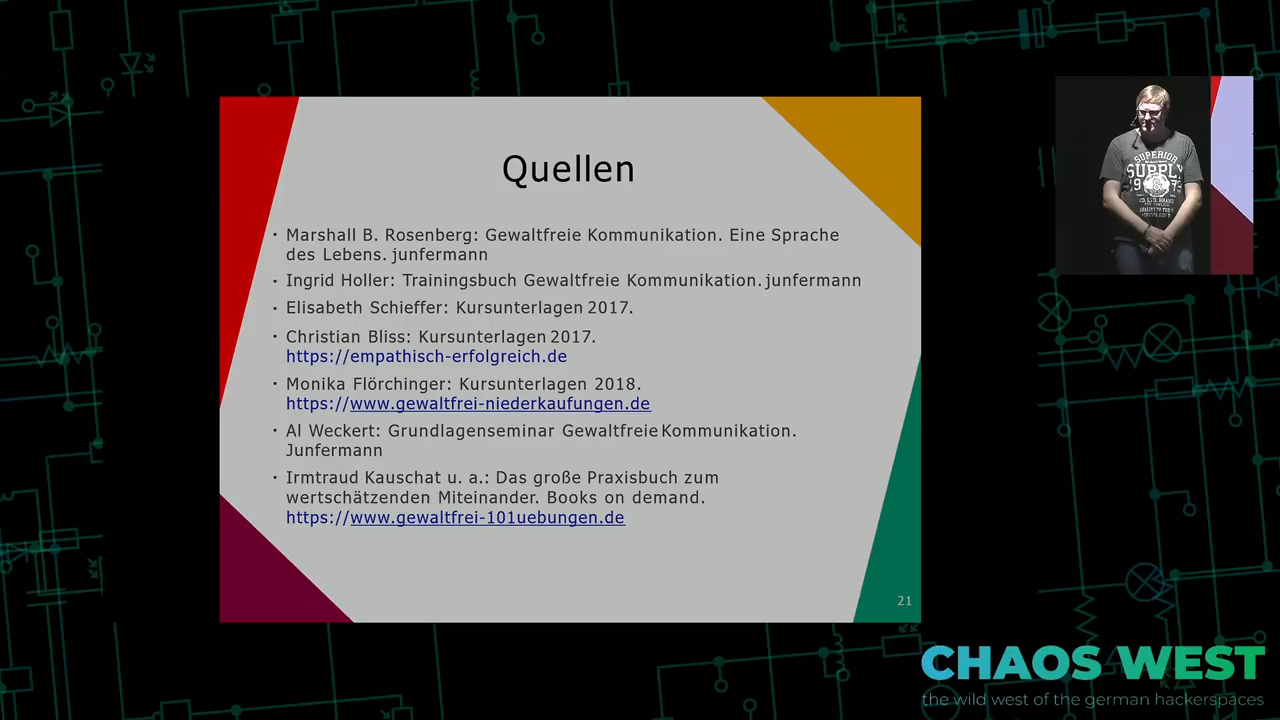 Quellen
· Marshall B. Rosenberg: Gewaltfreie Kommunikation. Eine Sprache
des Lebens. junfermann
· Ingrid Holler: Trainingsbuch Gewaltfreie Kommunikation. junfermann
· Elisabeth Schieffer: Kursunterlagen 2017.
· Christian Bliss: Kursunterlagen 2017.
https://empathisch-erfolgreich.de
· Monika Flörchinger: Kursunterlagen 2018.
https://www.gewaltfrei-niederkaufungen.de
· Al Weckert: Grundlagenseminar Gewaltfreie Kommunikation.
Junfermann
· Irmtraud Kauschat u. a.: Das große Praxisbuch zum
wertschätzenden Miteinander. Books on demand.
https://www.gewaltfrei-101uebungen.de
21
SUPERIOR
SUPPLY
CHAOS WEST
the wild west of the german hackerspaces